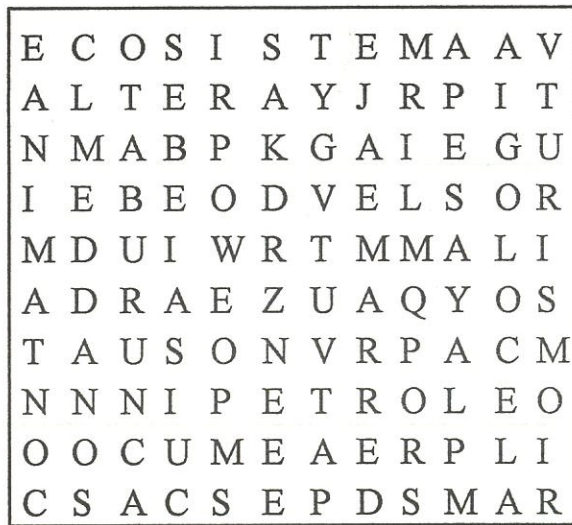 E C O S I S T E M A A V
A L T E R A Y J R P I T
N M A B P K G A I E G U
I E B E O D V E L S O R
M D U I W R T M M A L I
A D R A E Z U A Q Y O S
T A U S O N V R P A C M
N N N I P E T R O L E O
O O C U M E A E R P L I
C S A C S E P D S M A R